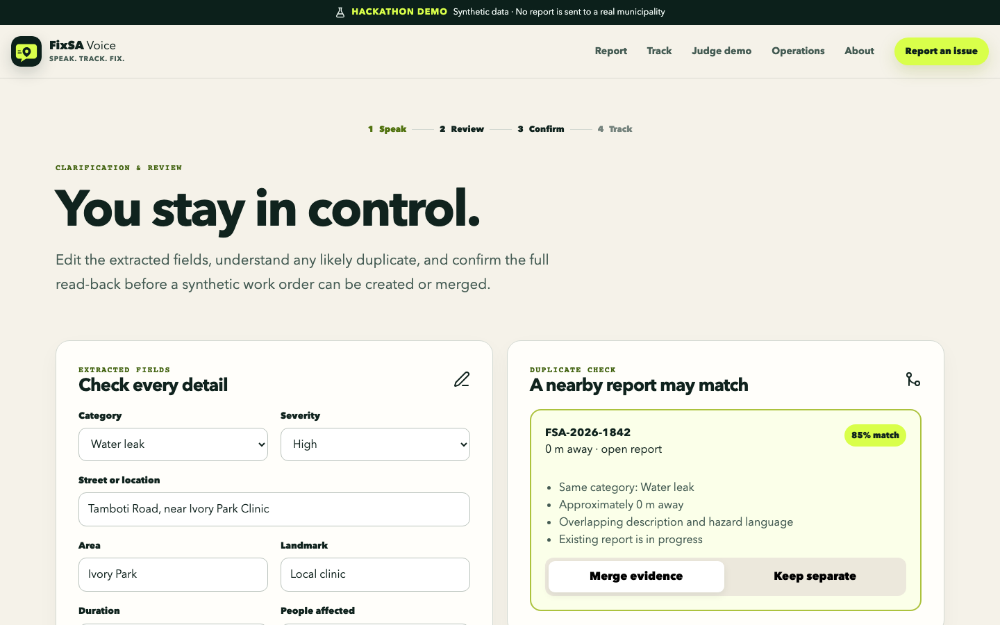 HACKATHON DEMO Synthetic data · No report is sent to a real municipality
FixSA Voice
SPEAK. TRACK. FIX.
Report Track Judge demo Operations About Report an issue
1 Speak 2 Review 3 Confirm 4 Track
CLARIFICATION & REVIEW
You stay in control.
Edit the extracted fields, understand any likely duplicate, and confirm the full
read-back before a synthetic work order can be created or merged.
EXTRACTED FIELDS
Check every detail
Category Severity
Water leak High
Street or location
Tamboti Road, near Ivory Park Clinic
Area Landmark
Ivory Park Local clinic
Duration People affected
DUPLICATE CHECK
A nearby report may match
FSA-2026-1842 85% match
0 m away · open report
• Same category: Water leak
• Approximately 0 m away
• Overlapping description and hazard language
• Existing report is in progress
Merge evidence Keep separate